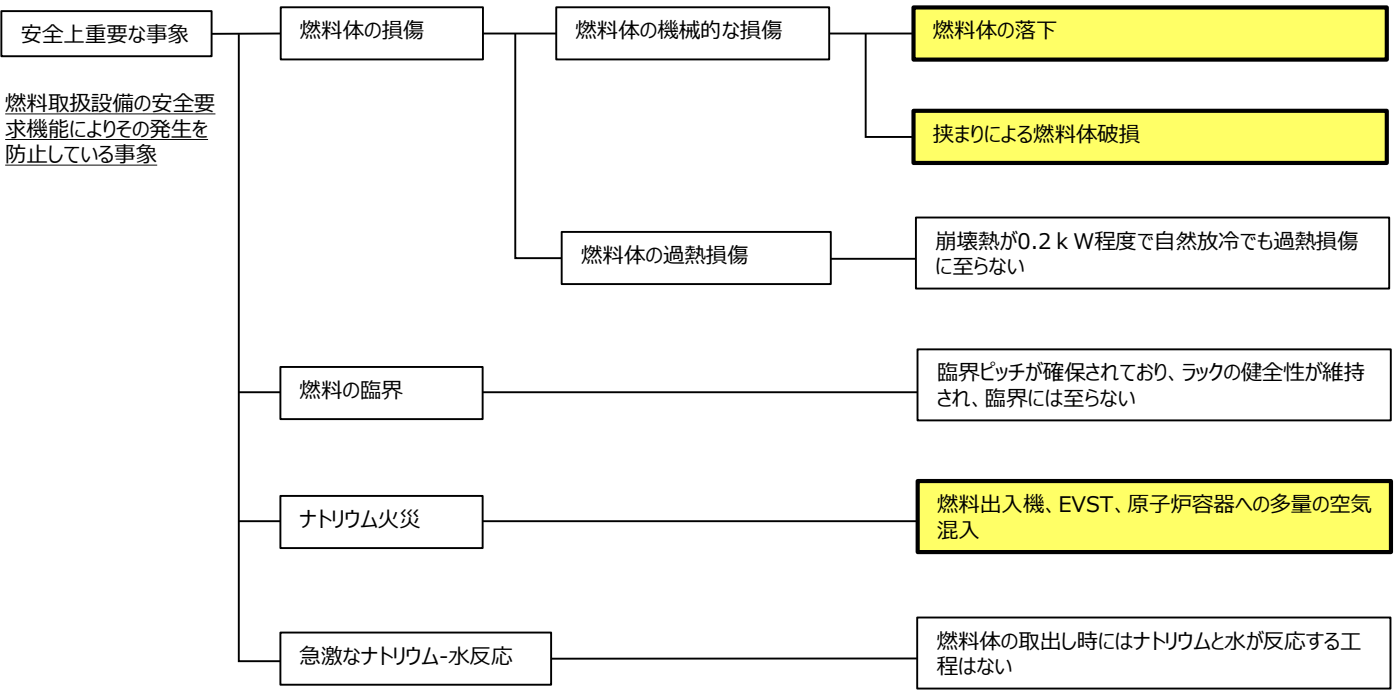 安全上重要な事象
燃料体の損傷
燃料体の機械的な損傷
燃料体の落下
燃料取扱設備の安全要
求機能によりその発生を
防止している事象
挟まりによる燃料体破損
燃料体の過熱損傷
崩壊熱が0.2ｋW程度で自然放冷でも過熱損傷
に至らない
燃料の臨界
臨界ピッチが確保されており、ラックの健全性が維持
され、臨界には至らない
ナトリウム火災
燃料出入機、EVST、原子炉容器への多量の空気
混入
急激なナトリウム-水反応
燃料体の取出し時にはナトリウムと水が反応する工
程はない